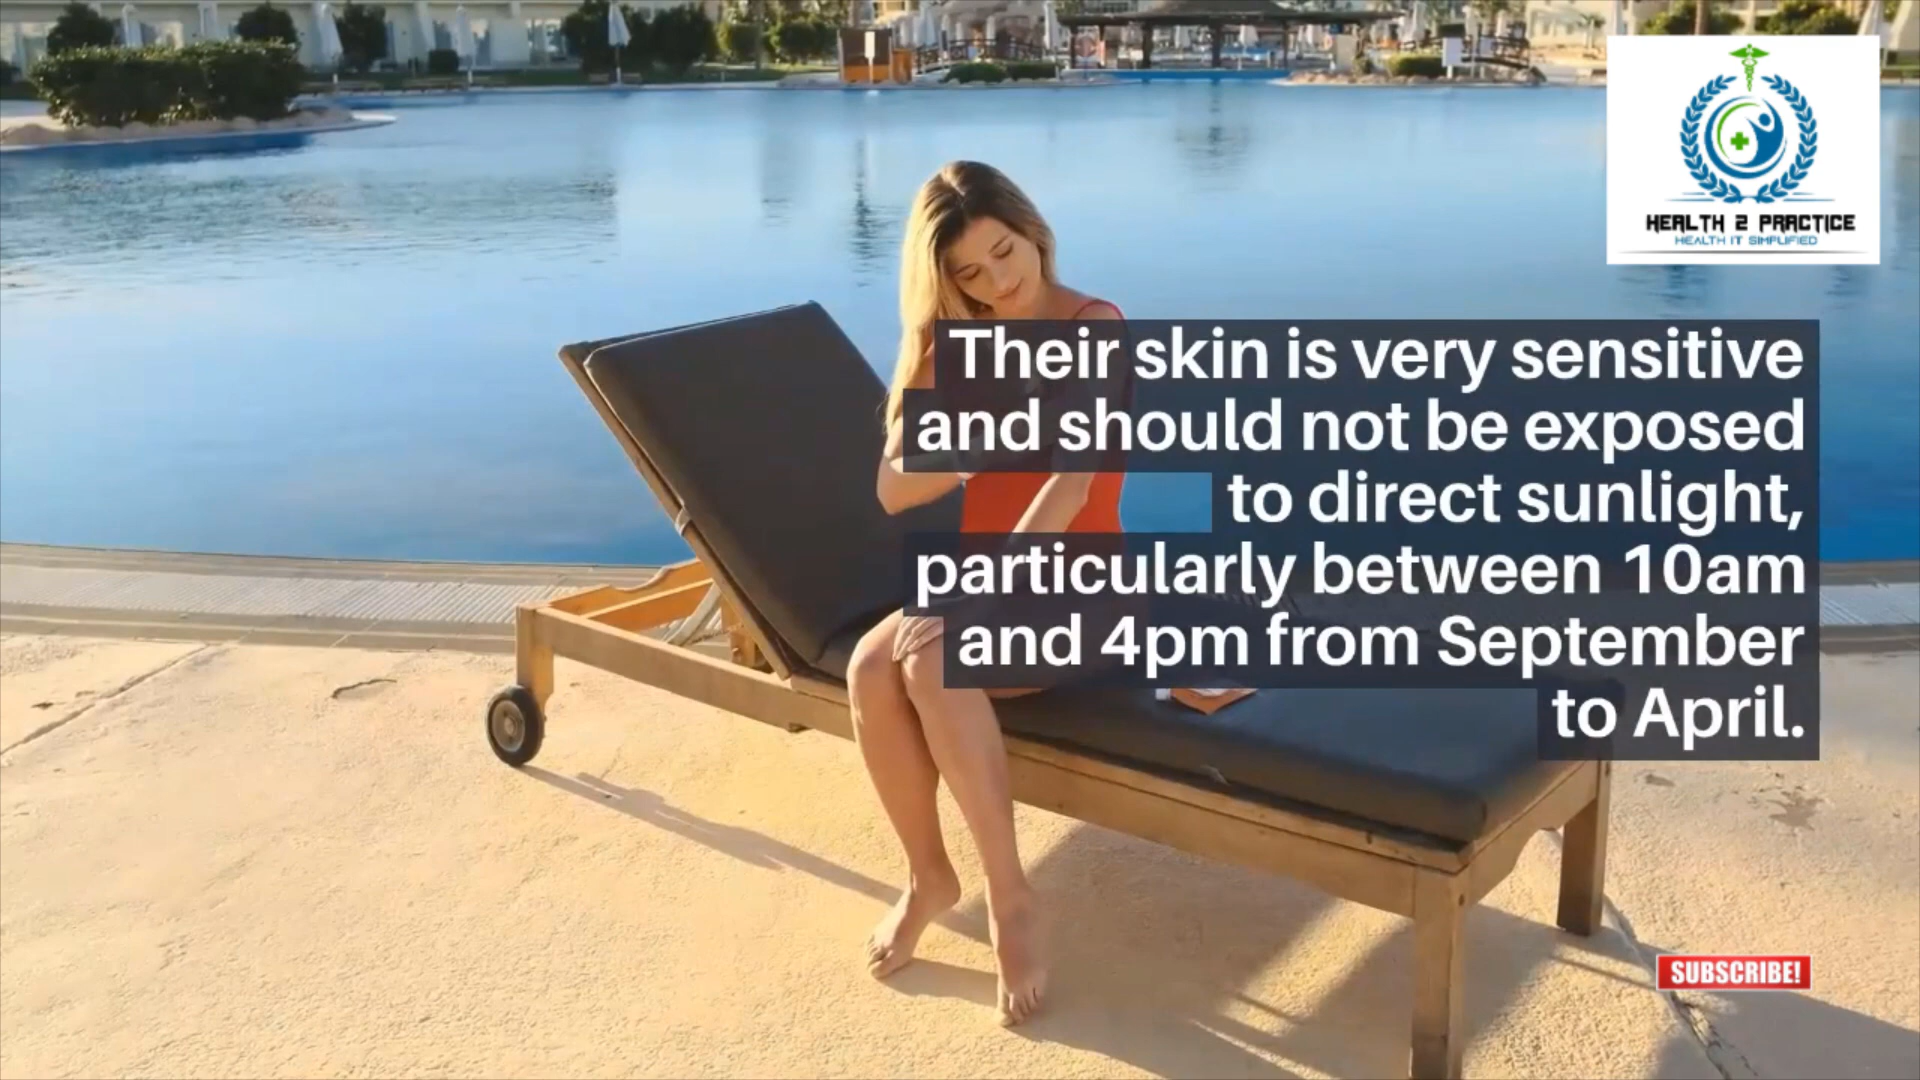 HEALTH 2 PRACTICE
HEALTH IT SIMPLIFIED
Their skin is very sensitive
and should not be exposed
to direct sunlight,
particularly between 10am
and 4pm from September
to April.
SUBSCRIBE!